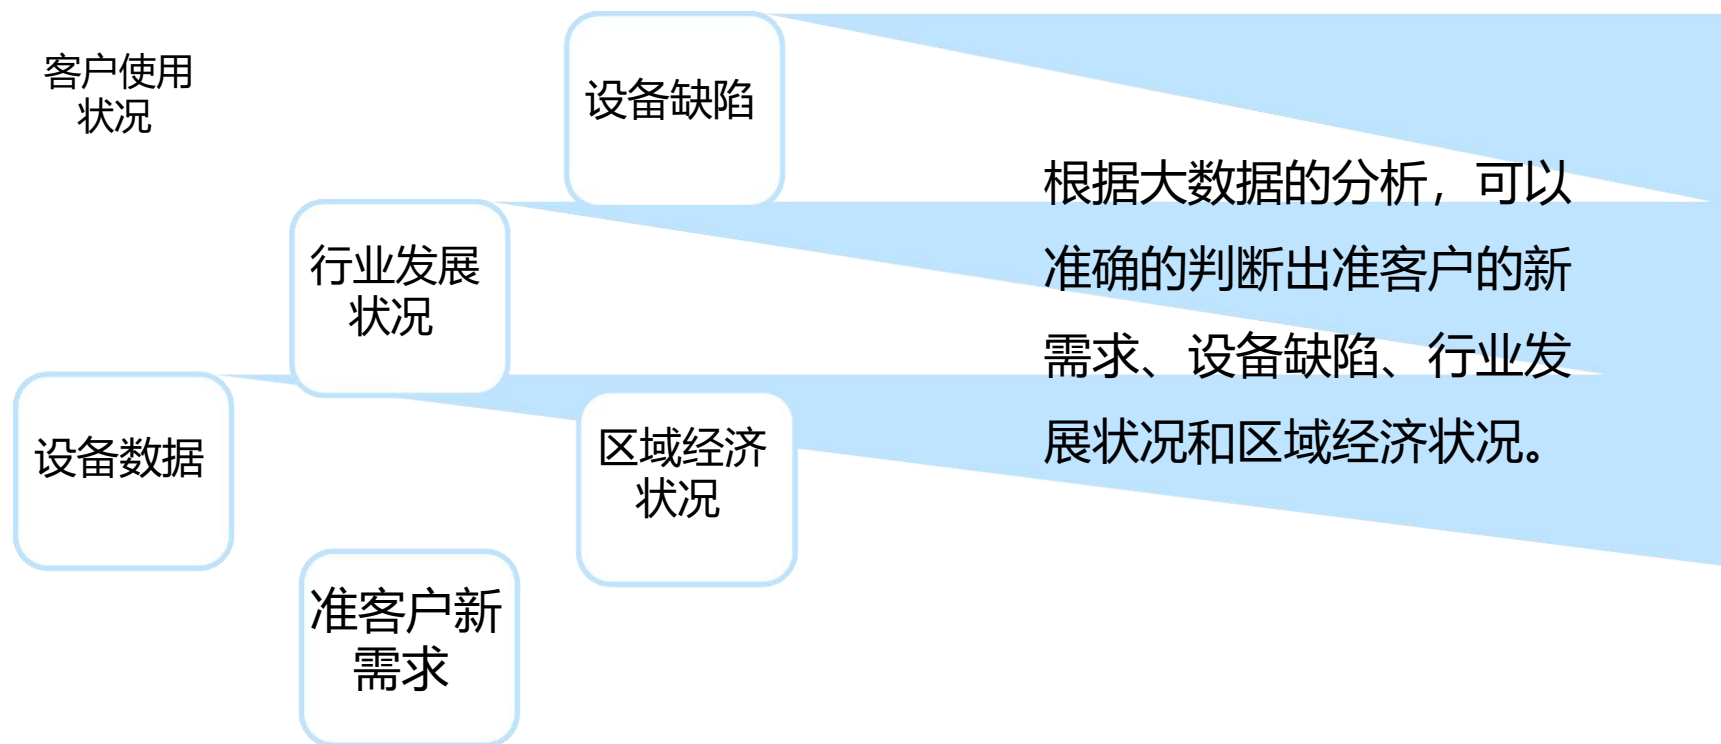 客户使用
状况
设备缺陷
行业发展
状况
设备数据
区域经济
状况
准客户新
需求
根据大数据的分析，可以
准确的判断出准客户的新
需求、设备缺陷、行业发
展状况和区域经济状况。